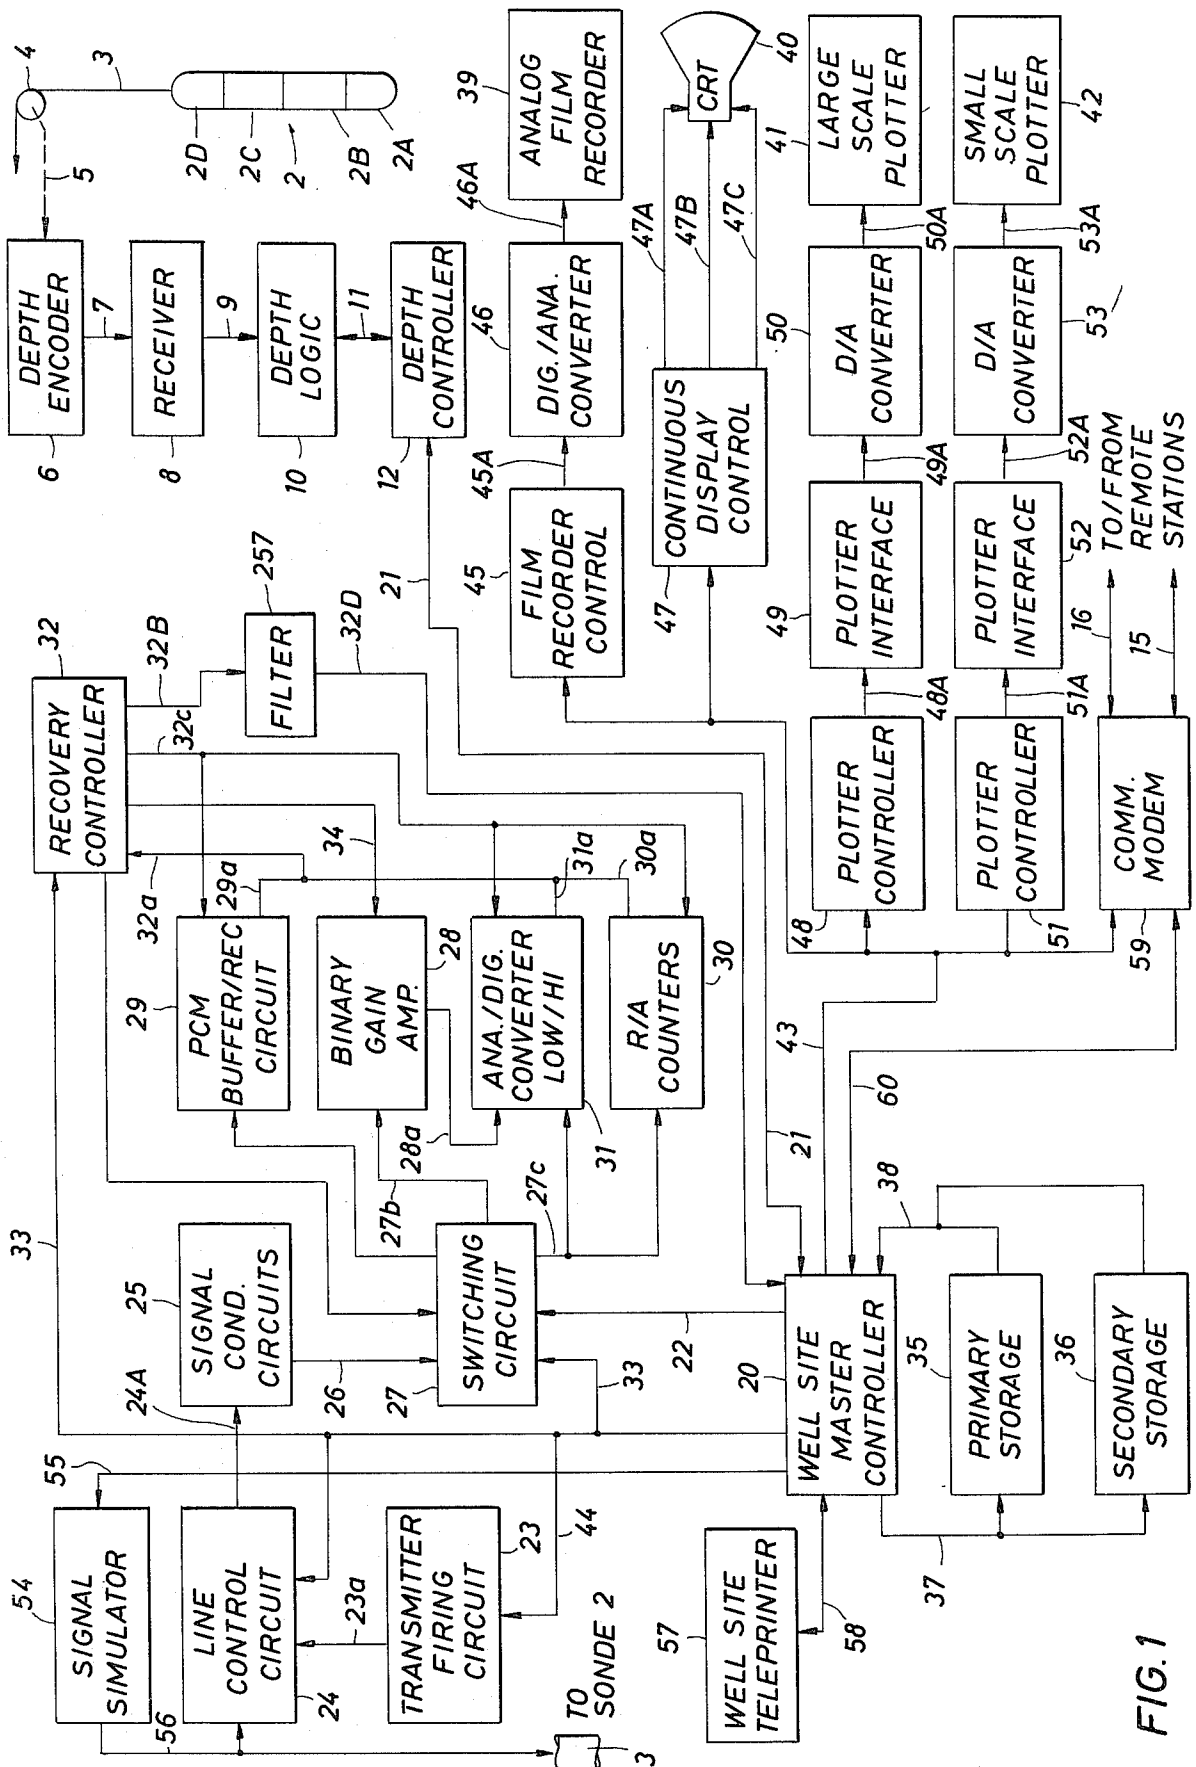 4
3
2D
2C
2
2B
2A
5
DEPTH
ENCODER
6
7
RECEIVER
8
9
DEPTH
LOGIC
10
11
DEPTH
CONTROLLER
12
21
39
ANALOG
FILM
RECORDER
46A
46
DIG./ANA.
CONVERTER
45A
45
FILM
RECORDER
CONTROL
CRT
40
47A
47B
47C
CONTINUOUS
DISPLAY
CONTROL
47
41
LARGE
SCALE
PLOTTER
50A
50
D/A
CONVERTER
49A
49
PLOTTER
INTERFACE
48A
PLOTTER
CONTROLLER
48
SMALL
SCALE
PLOTTER
42
53A
D/A
CONVERTER
53
52A
PLOTTER
INTERFACE
52
51A
PLOTTER
CONTROLLER
51
TO/FROM
REMOTE
STATIONS
16
15
COMM.
MODEM
59
32
RECOVERY
CONTROLLER
32B
32c
257
FILTER
32D
34
32a
29a
31a
30a
29
PCM
BUFFER/REC
CIRCUIT
BINARY
GAIN
AMP.
28
28a
ANA./DIG.
CONVERTER
LOW/HI
31
R/A
COUNTERS
30
33
25
SIGNAL
COND.
CIRCUITS
24A
26
27
SWITCHING
CIRCUIT
27b
27c
22
33
43
21
60
38
20
WELL SITE
MASTER
CONTROLLER
35
PRIMARY
STORAGE
36
SECONDARY
STORAGE
37
55
54
SIGNAL
SIMULATOR
56
LINE
CONTROL
CIRCUIT
24
23a
TRANSMITTER
FIRING
CIRCUIT
23
44
TO
SONDE 2
3
57
WELL SITE
TELEPRINTER
58
FIG. 1